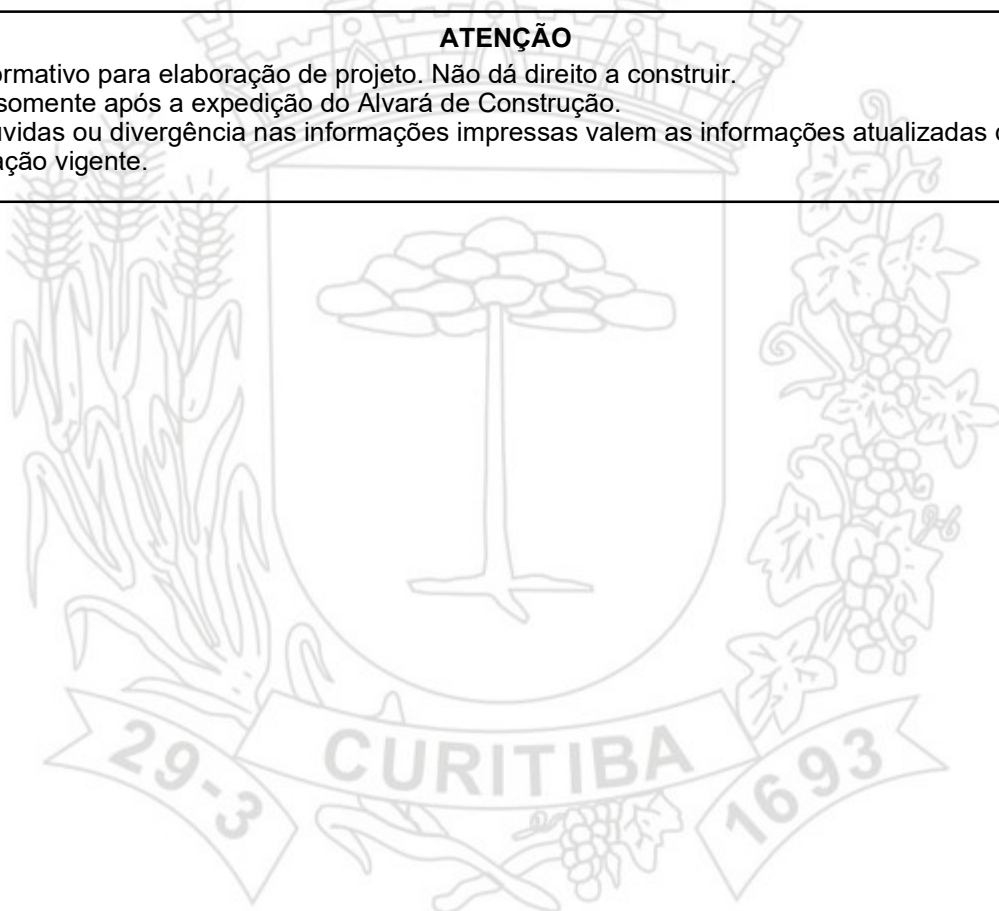 ATENÇÃO
ormativo para elaboração de projeto. Não dá direito a construir.
somente após a expedição do Alvará de Construção.
úvidas ou divergência nas informações impressas valem as informações atualizadas
ação vigente.
29-3 CURITIBA 1693